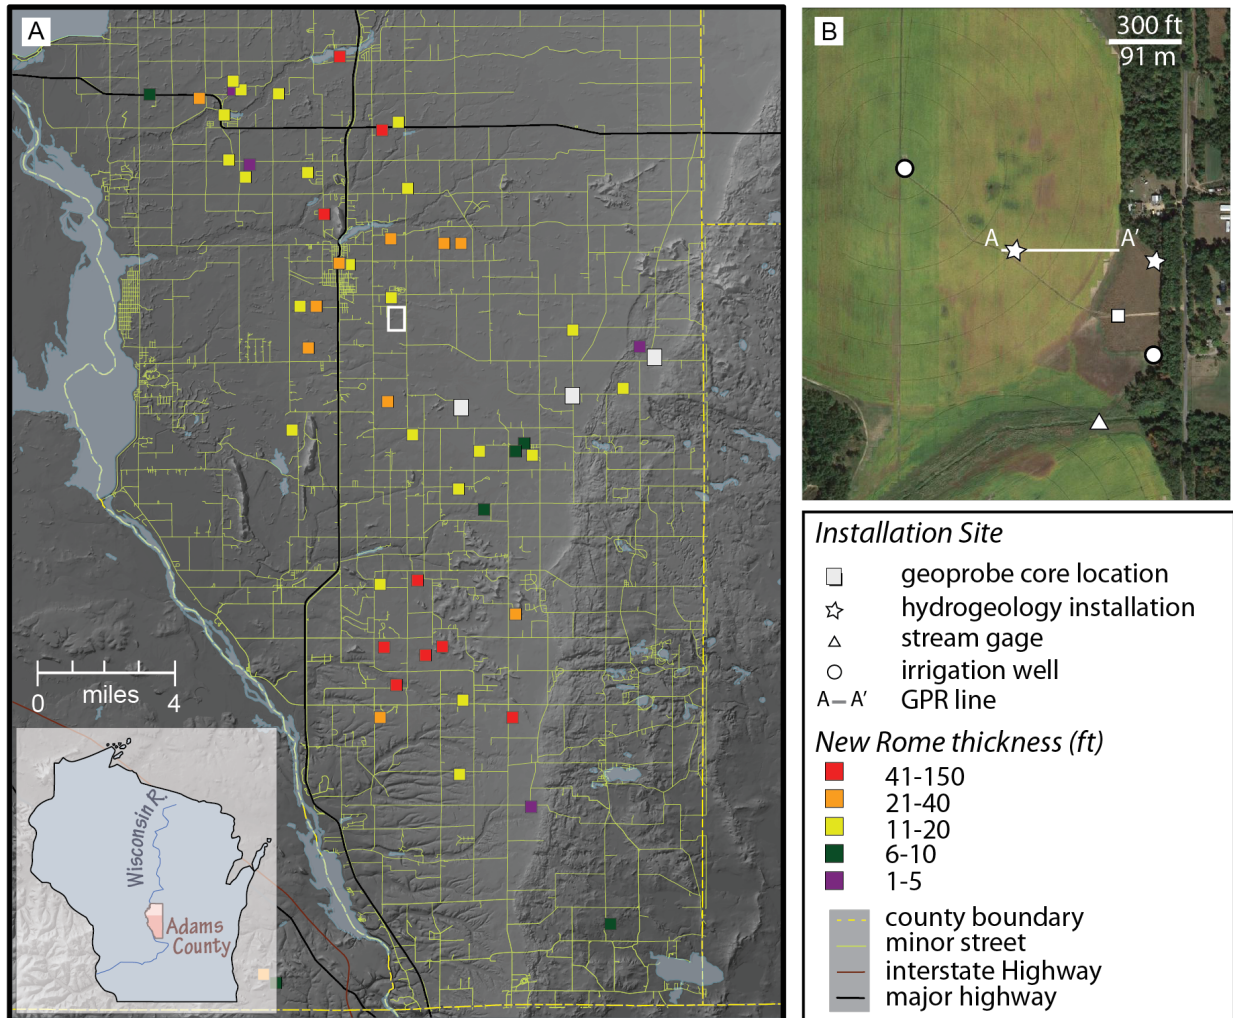 A
B
300 ft
91 m
A
A'
0
miles
4
Wisconsin R.
Adams
County
Installation Site
geoprobe core location
hydrogeology installation
stream gage
irrigation well
A – A' GPR line
New Rome thickness (ft)
41-150
21-40
11-20
6-10
1-5
county boundary
minor street
interstate Highway
major highway